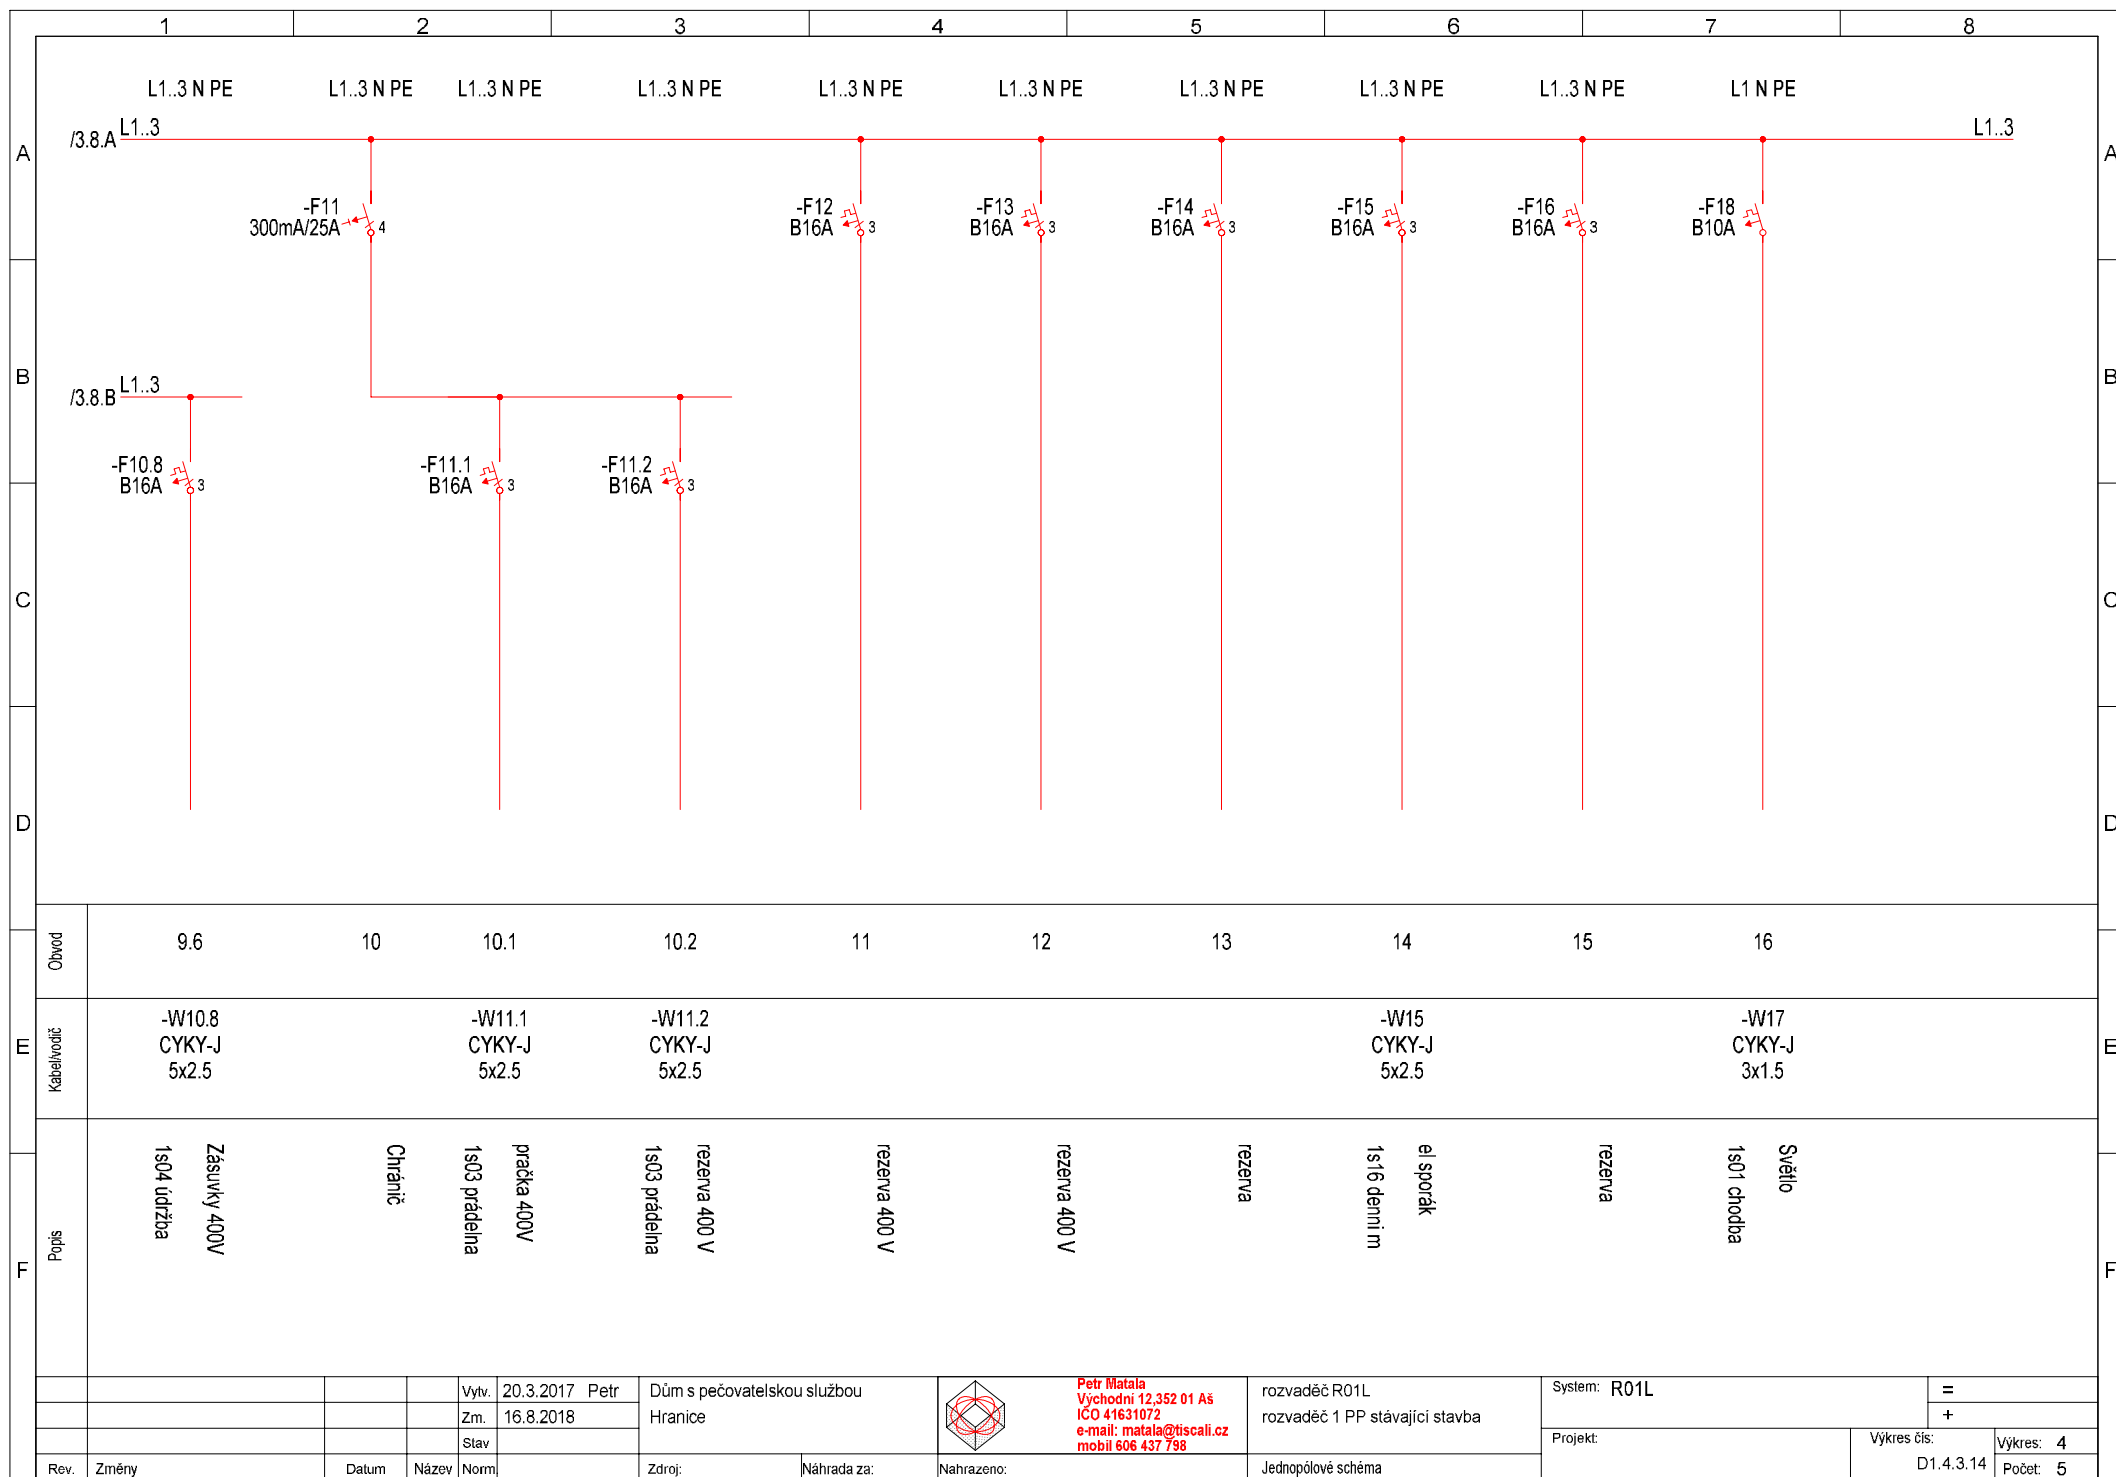 1 2 3 4 5 6 7 8
L1..3 N PE L1..3 N PE L1..3 N PE L1..3 N PE L1..3 N PE L1..3 N PE L1..3 N PE L1..3 N PE L1..3 N PE L1 N PE
/3.8.A L1..3 L1..3
A A
-F11 -F12 -F13 -F14 -F15 -F16 -F18
300mA/25A 4 B16A 3 B16A 3 B16A 3 B16A 3 B16A 3 B10A
B B
/3.8.B L1..3
-F10.8 -F11.1 -F11.2
B16A 3 B16A 3 B16A 3
C C
D D
Obvod 9.6 10 10.1 10.2 11 12 13 14 15 16
E E
Kabel/vodič
-W10.8 -W11.1 -W11.2 -W15 -W17
CYKY-J CYKY-J CYKY-J CYKY-J CYKY-J
5x2.5 5x2.5 5x2.5 5x2.5 3x1.5
Popis
Zásuvky 400V
1s04 údržba
Chránič
pračka 400V
1s03 prádelna
rezerva 400 V
1s03 prádelna
rezerva 400 V
rezerva 400 V
rezerva
el sporák
1s16 denni m
rezerva
Světlo
1s01 chodba
F F
Vytv. 20.3.2017 Petr
Zm. 16.8.2018
Stav
Rev. Změny Datum Název Norm
Dům s pečovatelskou službou
Hranice
Zdroj: Náhrada za: Nahrazeno:
Petr Matala
Východní 12,352 01 Aš
IČO 41631072
e-mail: matala@tiscali.cz
mobil 606 437 798
rozvaděč R01L
rozvaděč 1 PP stávající stavba
Jednopólové schéma
System: R01L
=
+
Projekt:
Výkres čís:
D1.4.3.14
Výkres: 4
Počet: 5